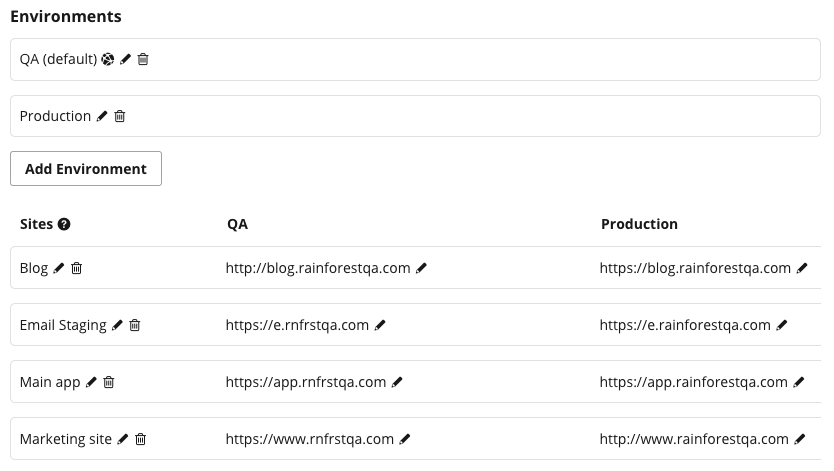 Environments
QA (default)
Production
Add Environment
Sites ? QA Production
Blog http://blog.rainforestqa.com https://blog.rainforestqa.com
Email Staging https://e.rnfrstqa.com https://e.rainforestqa.com
Main app https://app.rnfrstqa.com https://app.rainforestqa.com
Marketing site https://www.rnfrstqa.com http://www.rainforestqa.com